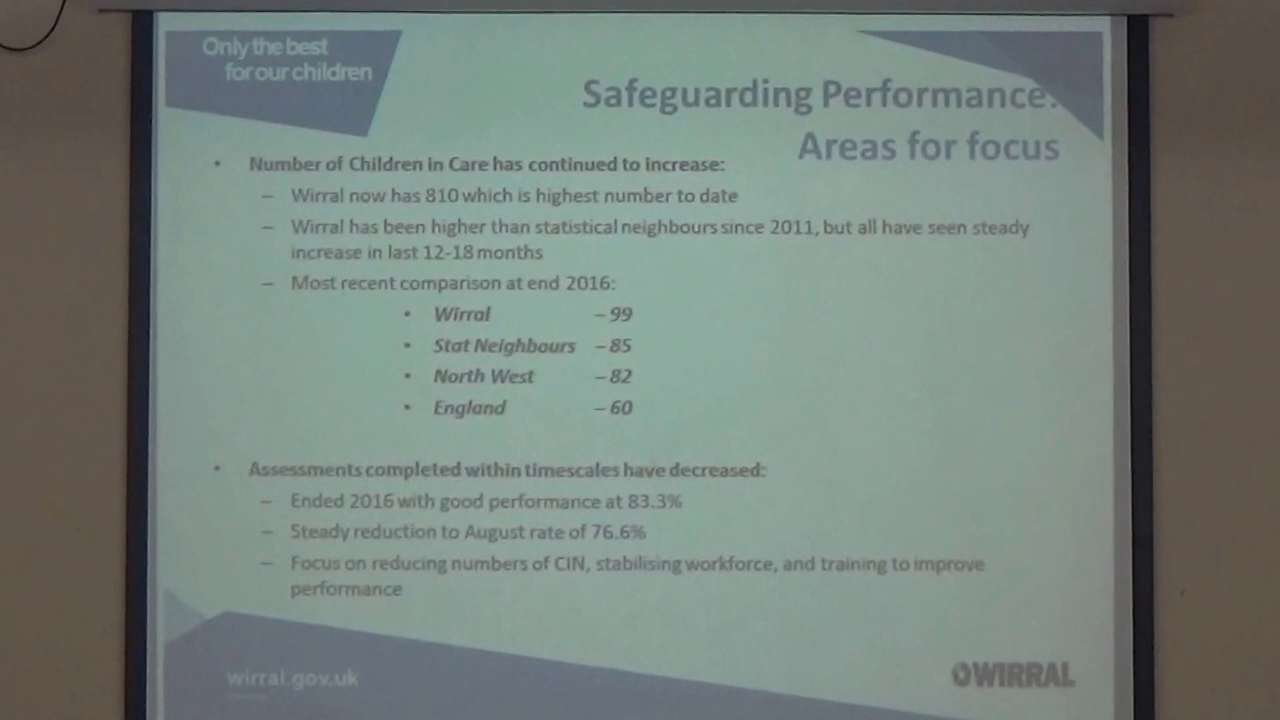 Only the best
for our children
Safeguarding Performance:
Areas for focus
• Number of Children in Care has continued to increase:
– Wirral now has 810 which is highest number to date
– Wirral has been higher than statistical neighbours since 2011, but all have seen steady
increase in last 12-18 months
– Most recent comparison at end 2016:
• Wirral – 99
• Stat Neighbours – 85
• North West – 82
• England – 60
• Assessments completed within timescales have decreased:
– Ended 2016 with good performance at 83.3%
– Steady reduction to August rate of 76.6%
– Focus on reducing numbers of CIN, stabilising workforce, and training to improve
performance
wirral.gov.uk
WIRRAL